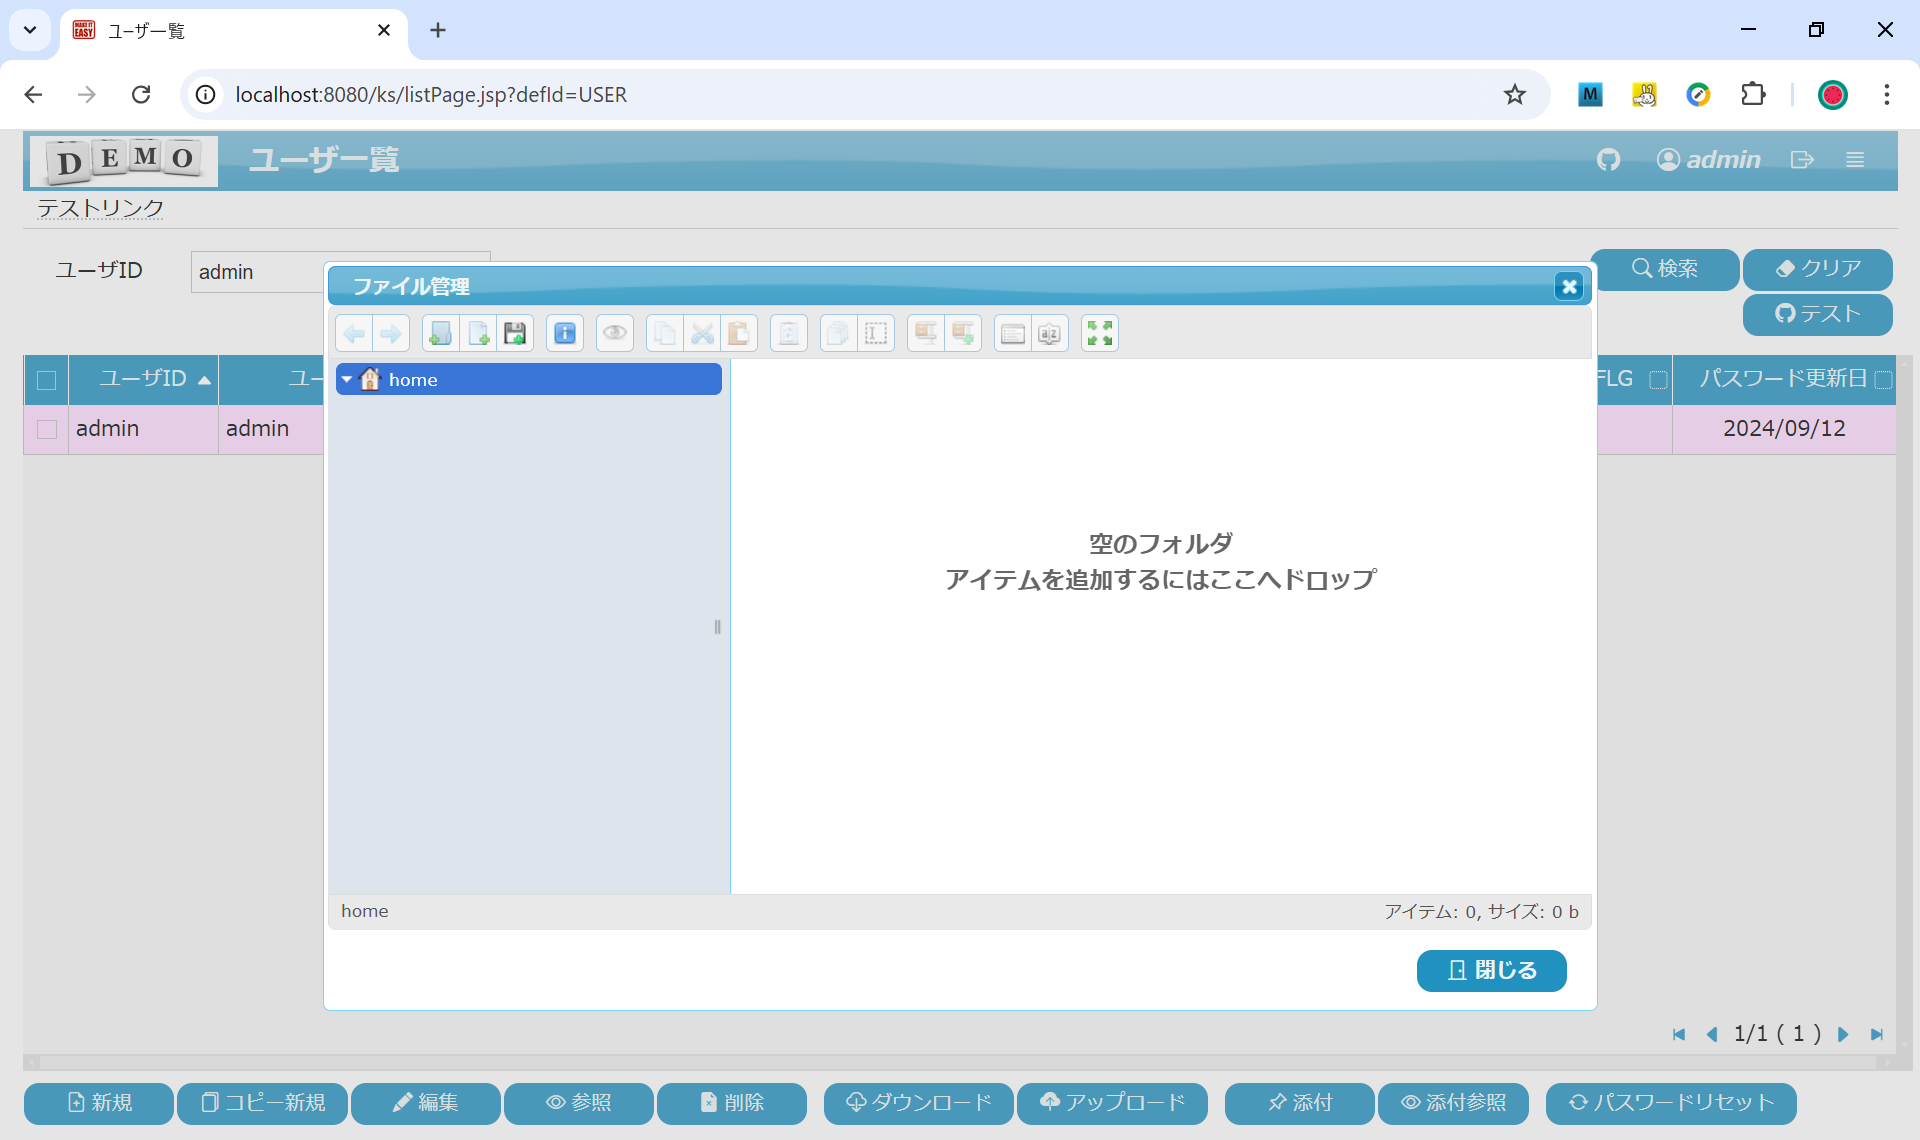 ユーザ一覧
localhost:8080/ks/listPage.jsp?defId=USER
DEMO
ユーザ一覧
admin
テストリンク
ユーザID
admin
検索
クリア
テスト
ファイル管理
home
空のフォルダ
アイテムを追加するにはここへドロップ
home
アイテム: 0, サイズ: 0 b
閉じる
ユーザID
ユー
FLG
パスワード更新日
admin
admin
2024/09/12
1/1 ( 1 )
新規
コピー新規
編集
参照
削除
ダウンロード
アップロード
添付
添付参照
パスワードリセット